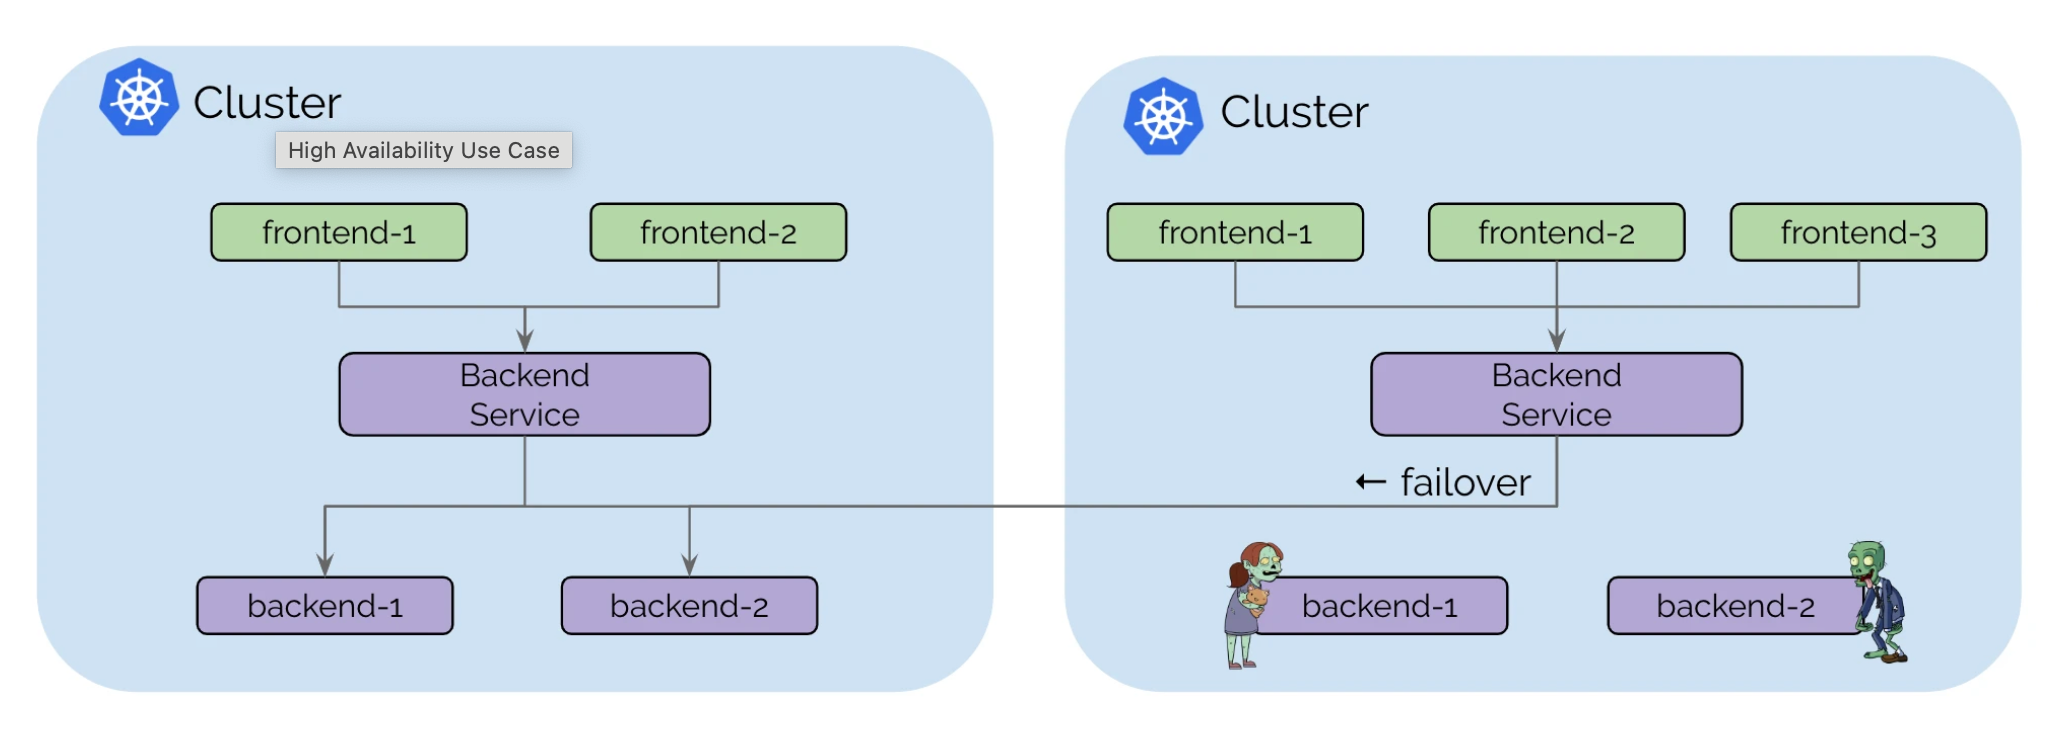 Cluster
High Availability Use Case
frontend-1
frontend-2
Backend
Service
backend-1
backend-2
Cluster
frontend-1
frontend-2
frontend-3
Backend
Service
← failover
backend-1
backend-2